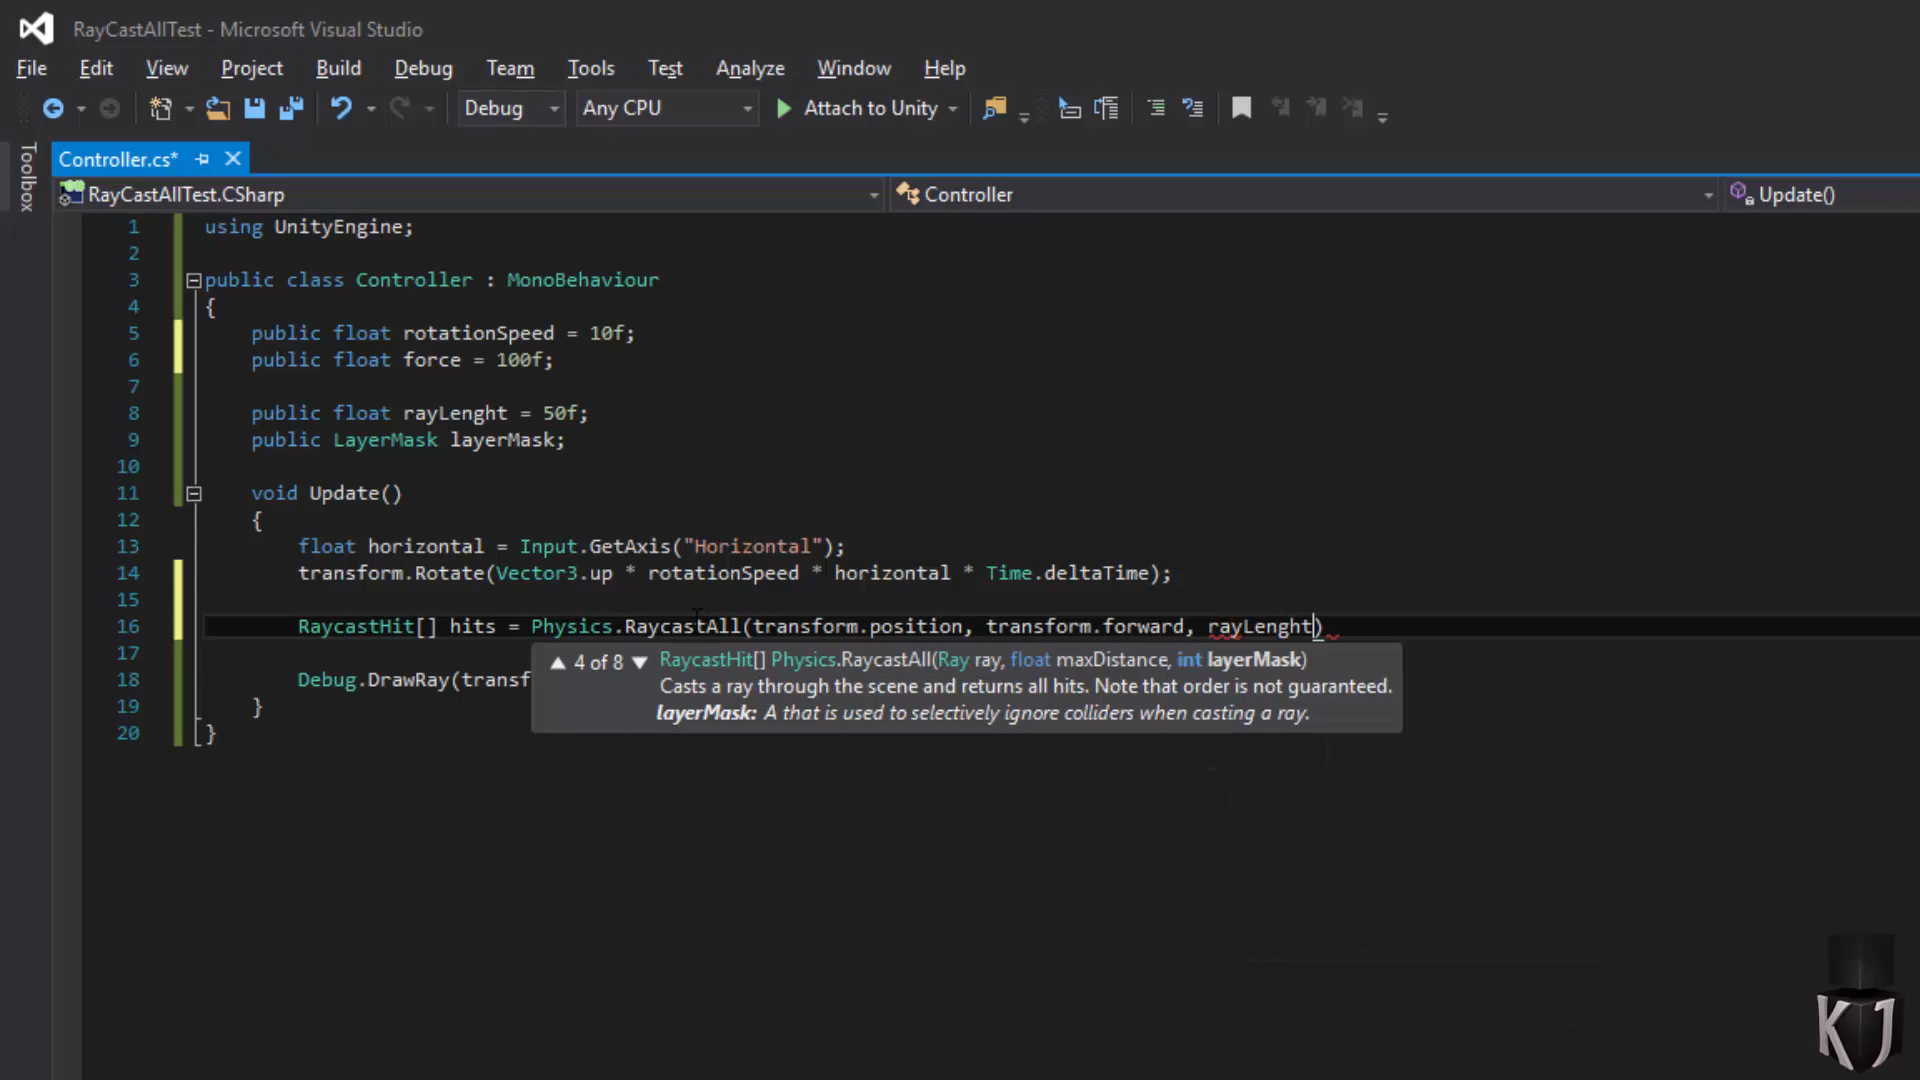 RayCastAllTest - Microsoft Visual Studio
File Edit View Project Build Debug Team Tools Test Analyze Window Help
Debug Any CPU Attach to Unity
Toolbox
Controller.cs*
RayCastAllTest.CSharp Controller Update()
1 using UnityEngine;
2
3 public class Controller : MonoBehaviour
4 {
5 public float rotationSpeed = 10f;
6 public float force = 100f;
7
8 public float rayLenght = 50f;
9 public LayerMask layerMask;
10
11 void Update()
12 {
13 float horizontal = Input.GetAxis("Horizontal");
14 transform.Rotate(Vector3.up * rotationSpeed * horizontal * Time.deltaTime);
15
16 RaycastHit[] hits = Physics.RaycastAll(transform.position, transform.forward, rayLenght)
17
▲ 4 of 8 ▼ RaycastHit[] Physics.RaycastAll(Ray ray, float maxDistance, int layerMask)
Casts a ray through the scene and returns all hits. Note that order is not guaranteed.
layerMask: A that is used to selectively ignore colliders when casting a ray.
18 Debug.DrawRay(transf
19 }
20 }
KJ